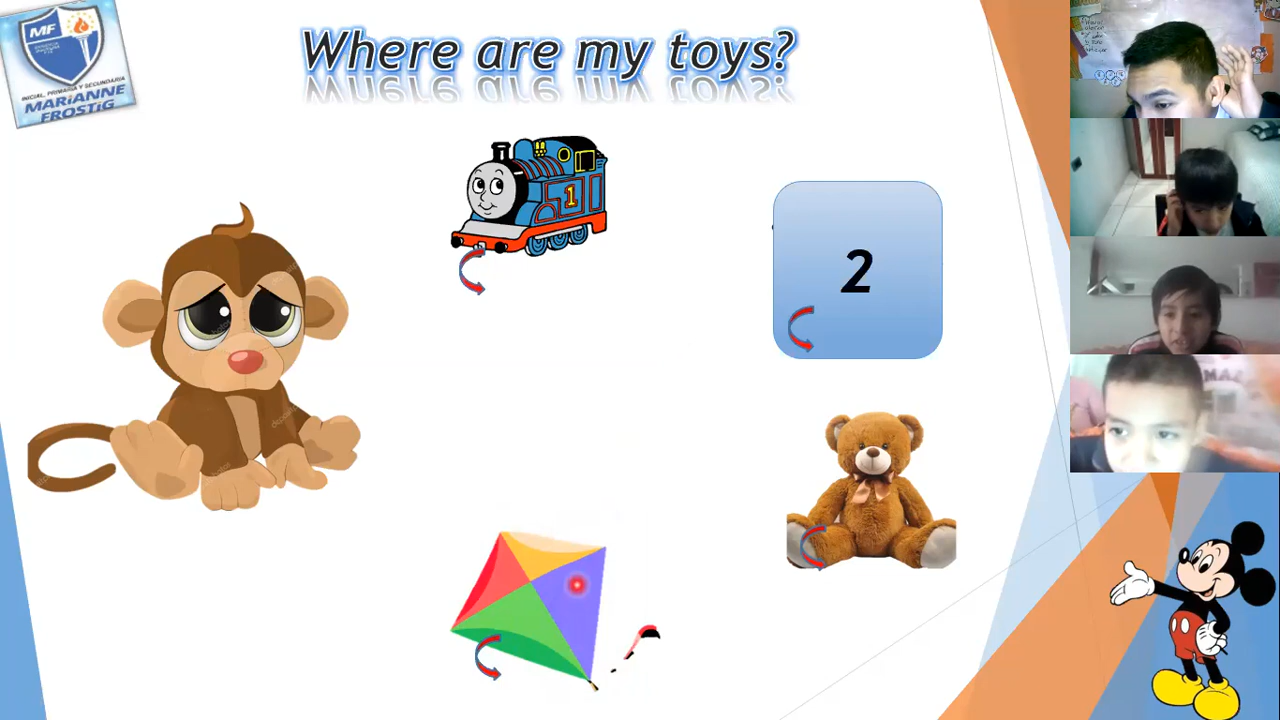 Where are my toys?
MF
INICIAL, PRIMARIA Y SECUNDARIA
MARiANNE
FROSTiG
1
2